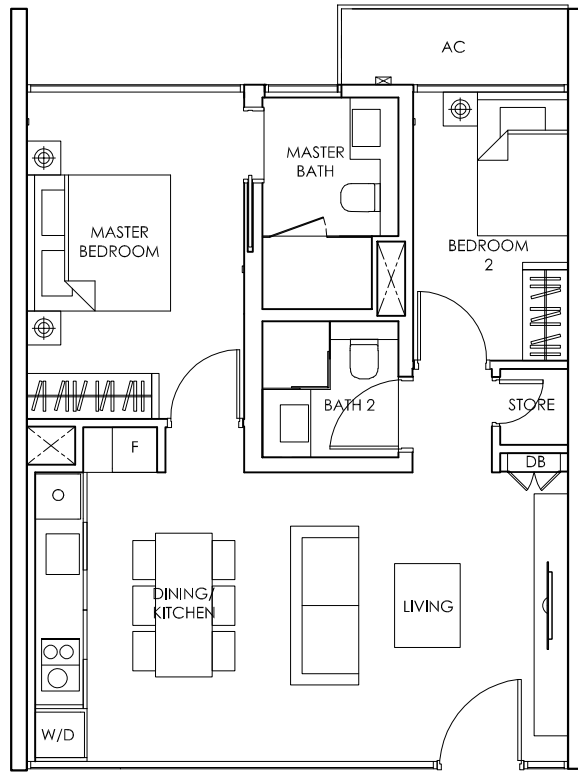 AC
MASTER
BATH
MASTER
BEDROOM
BEDROOM
2
BATH 2
STORE
F
DB
DINING/
KITCHEN
LIVING
W/D